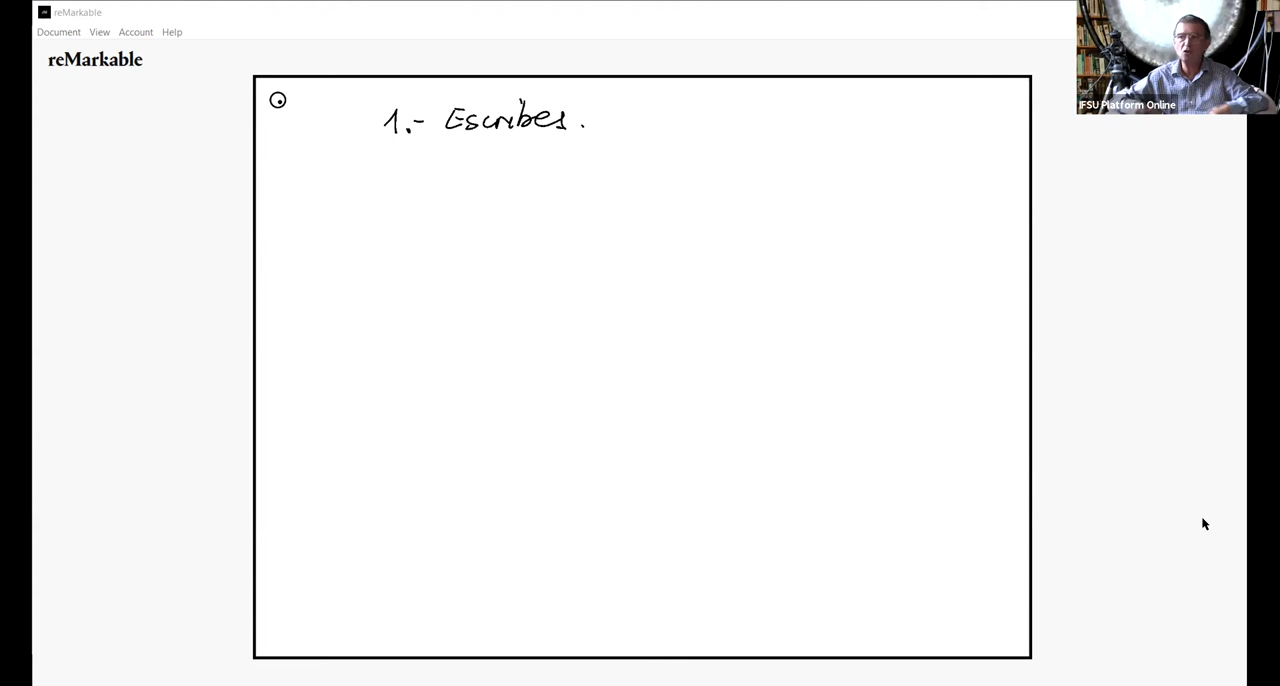 reMarkable
Document View Account Help
reMarkable
IFSU Platform Online
1.- Escribes.